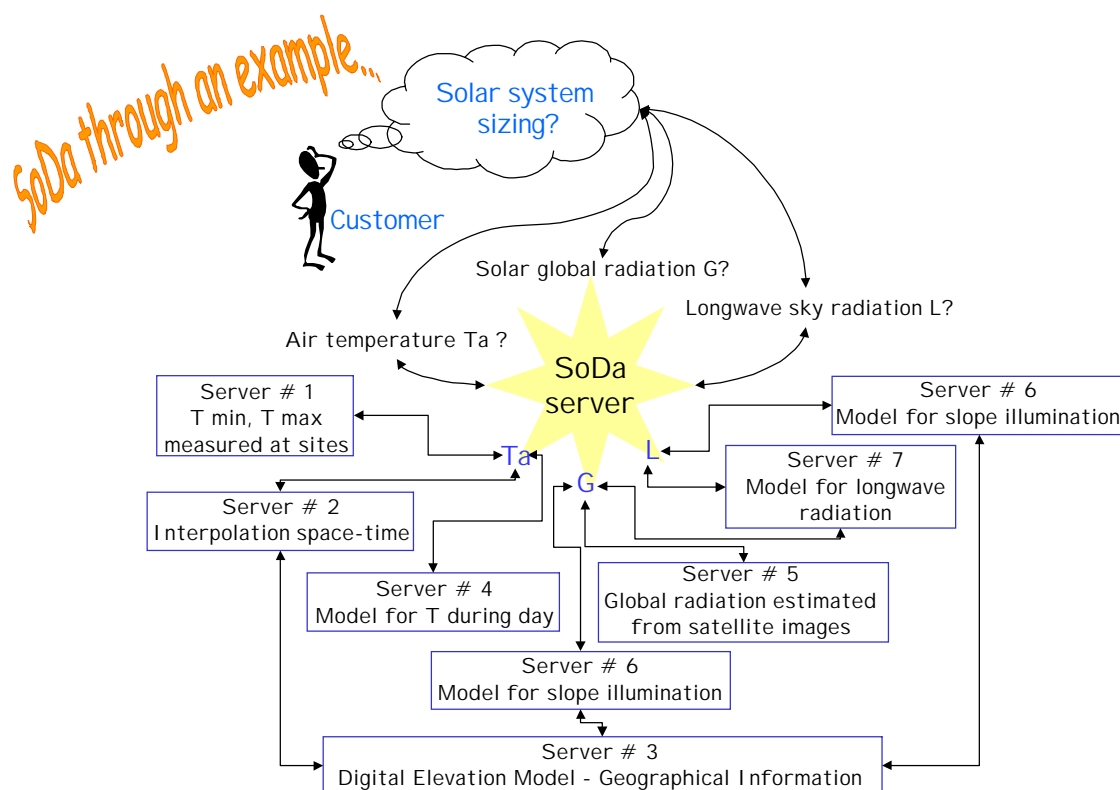 SoDa through an example...
Solar system
sizing?
Customer
Solar global radiation G?
Longwave sky radiation L?
Air temperature Ta ?
SoDa
server
Server # 1
T min, T max
measured at sites
Server # 6
Model for slope illumination
Ta
L
G
Server # 7
Model for longwave
radiation
Server # 2
Interpolation space-time
Server # 4
Model for T during day
Server # 5
Global radiation estimated
from satellite images
Server # 6
Model for slope illumination
Server # 3
Digital Elevation Model - Geographical Information